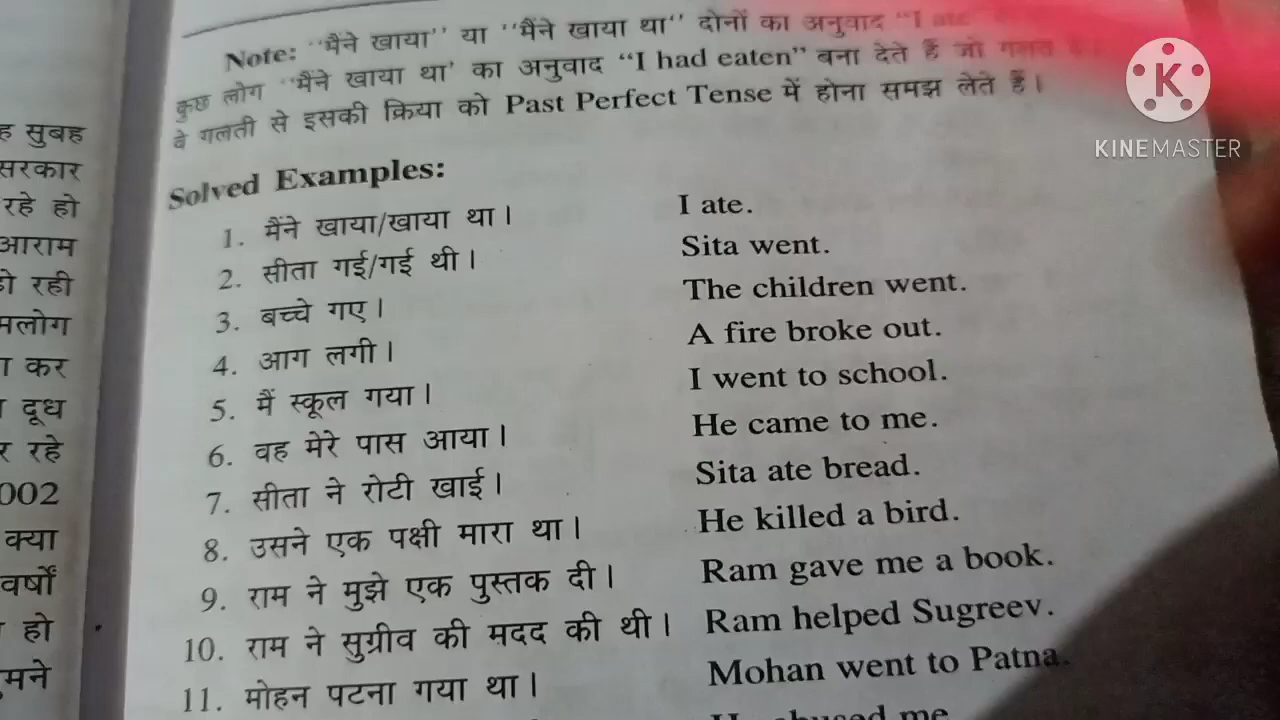 Note: "मैंने खाया" या "मैंने खाया था" दोनों का अनुवाद "I ate
कुछ लोग "मैंने खाया था' का अनुवाद "I had eaten" बना देते हैं जो गलत
वे गलती से इसकी क्रिया को Past Perfect Tense में होना समझ लेते हैं।
K
KINEMASTER
Solved Examples:
1. मैंने खाया/खाया था। I ate.
2. सीता गई/गई थी। Sita went.
3. बच्चे गए। The children went.
4. आग लगी। A fire broke out.
5. मैं स्कूल गया। I went to school.
6. वह मेरे पास आया। He came to me.
7. सीता ने रोटी खाई। Sita ate bread.
8. उसने एक पक्षी मारा था। He killed a bird.
9. राम ने मुझे एक पुस्तक दी। Ram gave me a book.
10. राम ने सुग्रीव की मदद की थी। Ram helped Sugreev.
11. मोहन पटना गया था। Mohan went to Patna.
me
सुबह
सरकार
रहे हो
आराम
रही
कर
दूध
रहे
002
क्या
वर्षों
हो